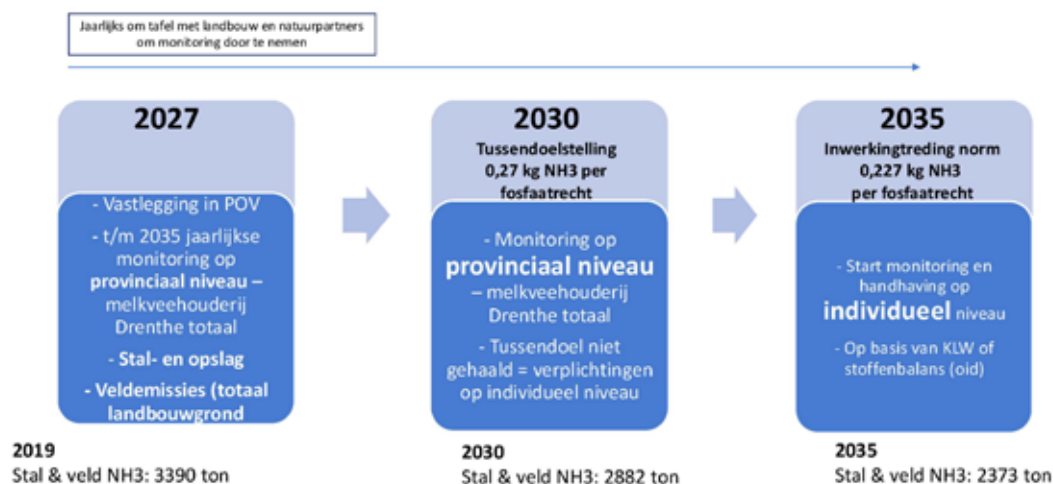 Jaarlijks om tafel met landbouw en natuurpartners
om monitoring door te nemen
2027
- Vastlegging in POV
- t/m 2035 jaarlijkse
monitoring op
provinciaal niveau –
melkveehouderij
Drenthe totaal
- Stal- en opslag
- Veldemissies (totaal
landbouwgrond
2019
Stal & veld NH3: 3390 ton
2030
Tussendoelstelling
0,27 kg NH3 per
fosfaatrecht
- Monitoring op
provinciaal niveau
– melkveehouderij
Drenthe totaal
- Tussendoel niet
gehaald = verplichtingen
op individueel niveau
2030
Stal & veld NH3: 2882 ton
2035
Inwerkingtreding norm
0,227 kg NH3
per fosfaatrecht
- Start monitoring en
handhaving op
individueel niveau
- Op basis van KLW of
stoffenbalans (oid)
2035
Stal & veld NH3: 2373 ton